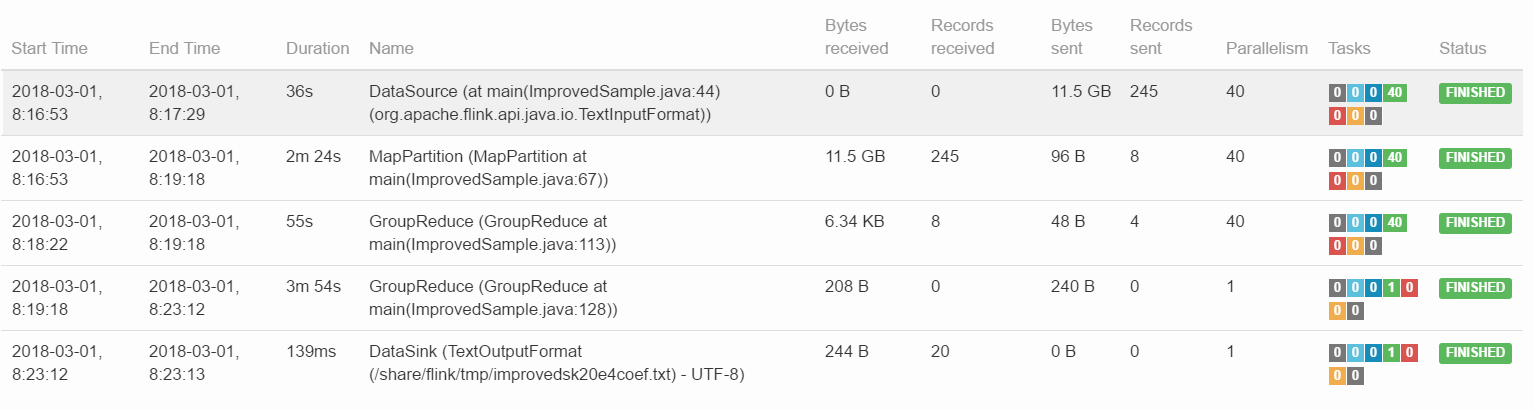 Start Time End Time Duration Name Bytes received Records received Bytes sent Records sent Parallelism Tasks Status
2018-03-01, 2018-03-01, 36s DataSource (at main(ImprovedSample.java:44) 0 B 0 11.5 GB 245 40 0 0 0 40 FINISHED
8:16:53 8:17:29 (org.apache.flink.api.java.io.TextInputFormat)) 0 0 0
2018-03-01, 2018-03-01, 2m 24s MapPartition (MapPartition at 11.5 GB 245 96 B 8 40 0 0 0 40 FINISHED
8:16:53 8:19:18 main(ImprovedSample.java:67)) 0 0 0
2018-03-01, 2018-03-01, 55s GroupReduce (GroupReduce at 6.34 KB 8 48 B 4 40 0 0 0 40 FINISHED
8:18:22 8:19:18 main(ImprovedSample.java:113)) 0 0 0
2018-03-01, 2018-03-01, 3m 54s GroupReduce (GroupReduce at 208 B 0 240 B 0 1 0 0 0 1 0 FINISHED
8:19:18 8:23:12 main(ImprovedSample.java:128)) 0 0
2018-03-01, 2018-03-01, 139ms DataSink (TextOutputFormat 244 B 20 0 B 0 1 0 0 0 1 0 FINISHED
8:23:12 8:23:13 (/share/flink/tmp/improvedsk20e4coef.txt) - UTF-8) 0 0